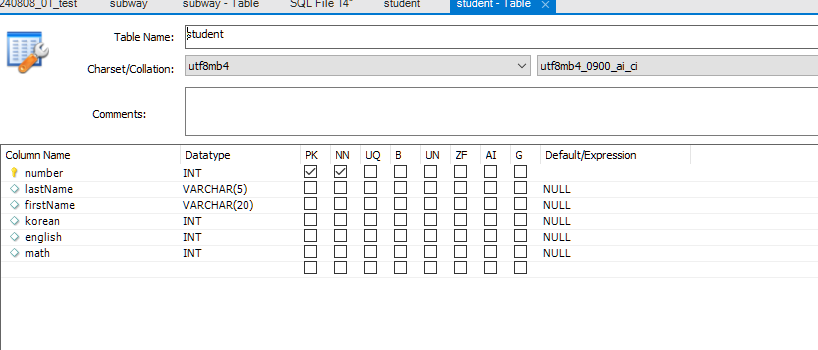 240808_01_test subway subway - Table SQL File 14* student student - Table
Table Name: student
Charset/Collation: utf8mb4 utf8mb4_0900_ai_ci
Comments:
Column Name Datatype PK NN UQ B UN ZF AI G Default/Expression
number INT
lastName VARCHAR(5) NULL
firstName VARCHAR(20) NULL
korean INT NULL
english INT NULL
math INT NULL